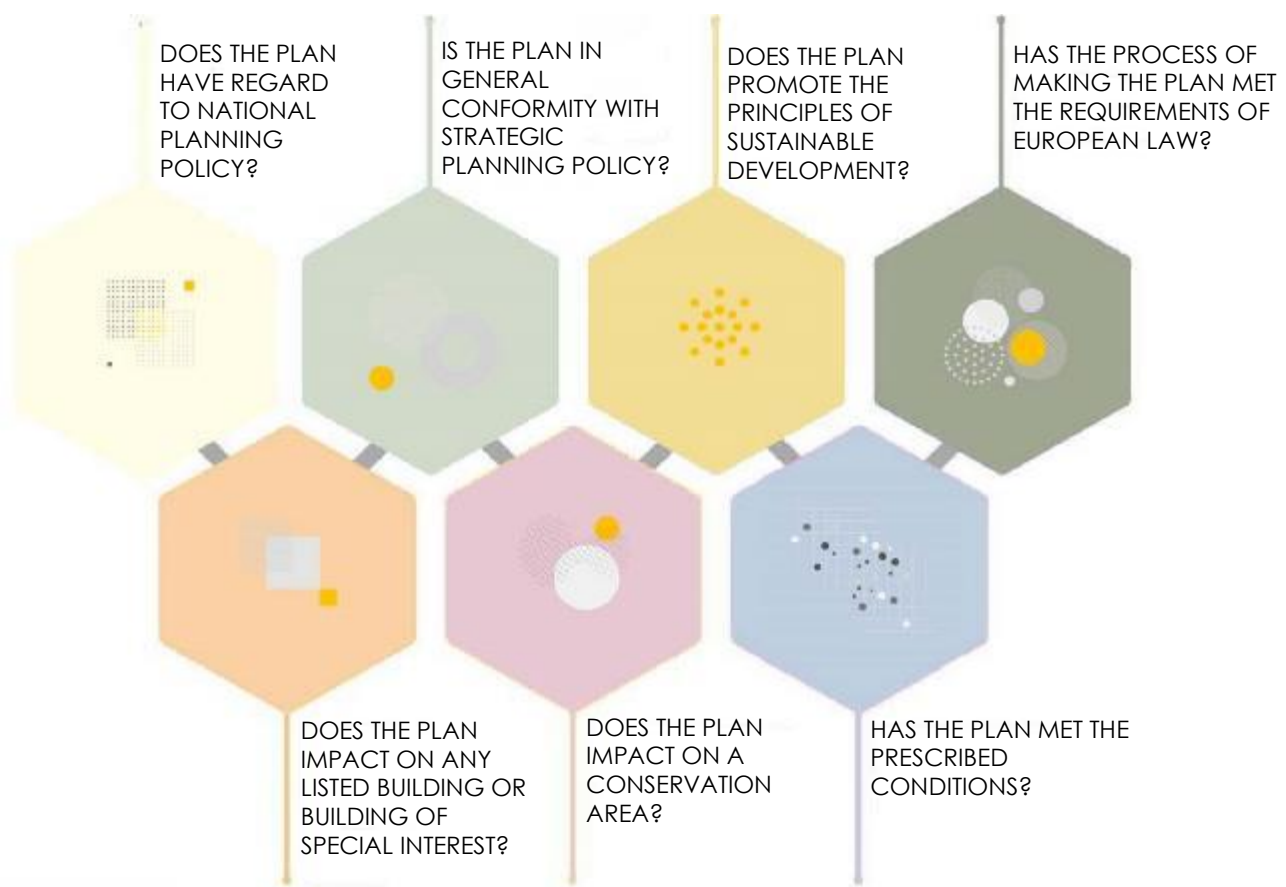 DOES THE PLAN
HAVE REGARD
TO NATIONAL
PLANNING
POLICY?
IS THE PLAN IN
GENERAL
CONFORMITY WITH
STRATEGIC
PLANNING POLICY?
DOES THE PLAN
PROMOTE THE
PRINCIPLES OF
SUSTAINABLE
DEVELOPMENT?
HAS THE PROCESS OF
MAKING THE PLAN MET
THE REQUIREMENTS OF
EUROPEAN LAW?
DOES THE PLAN
IMPACT ON ANY
LISTED BUILDING OR
BUILDING OF
SPECIAL INTEREST?
DOES THE PLAN
IMPACT ON A
CONSERVATION
AREA?
HAS THE PLAN MET THE
PRESCRIBED
CONDITIONS?